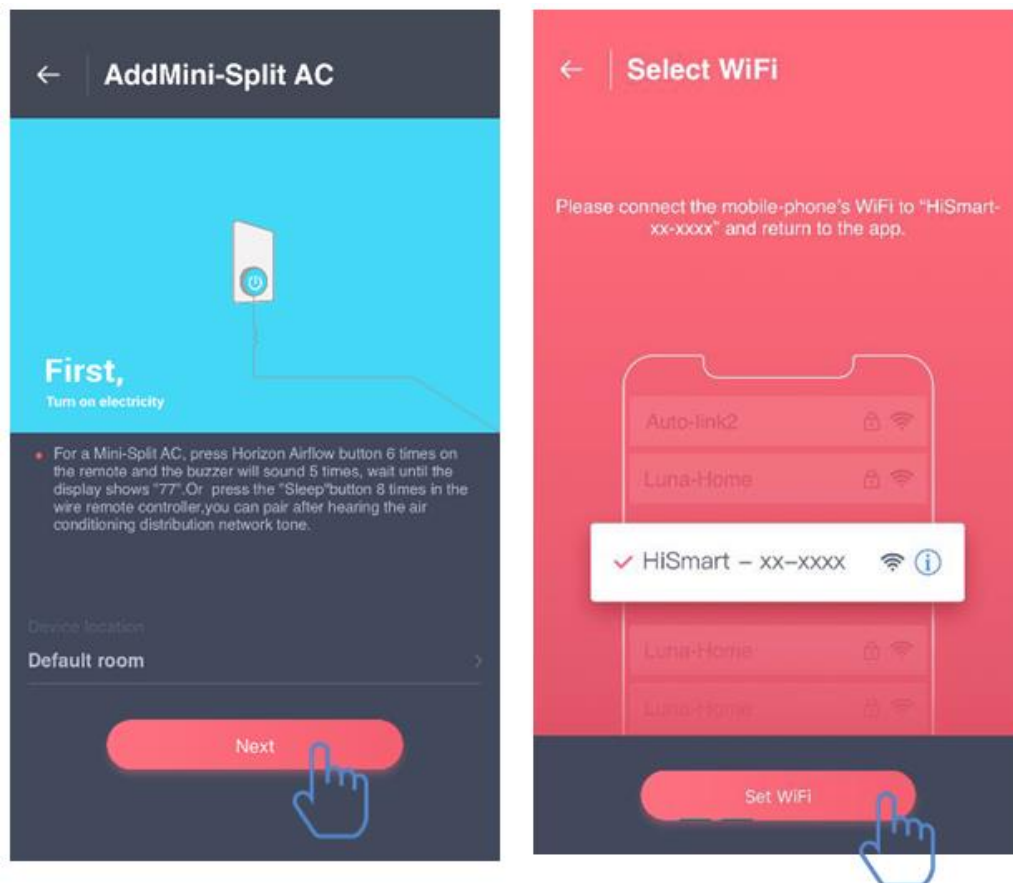 AddMini-Split AC
First,
Turn on electricity
For a Mini-Split AC, press Horizon Airflow button 6 times on
the remote and the buzzer will sound 5 times, wait until the
display shows "77".Or press the "Sleep"button 8 times in the
wire remote controller,you can pair after hearing the air
conditioning distribution network tone.
Device location
Default room
Next
Select WiFi
Please connect the mobile-phone's WiFi to "HiSmart-
xx-xxxx" and return to the app.
Auto-link2
Luna-Home
HiSmart – xx–xxxx
Luna-Home
Luna-Home
Set WiFi